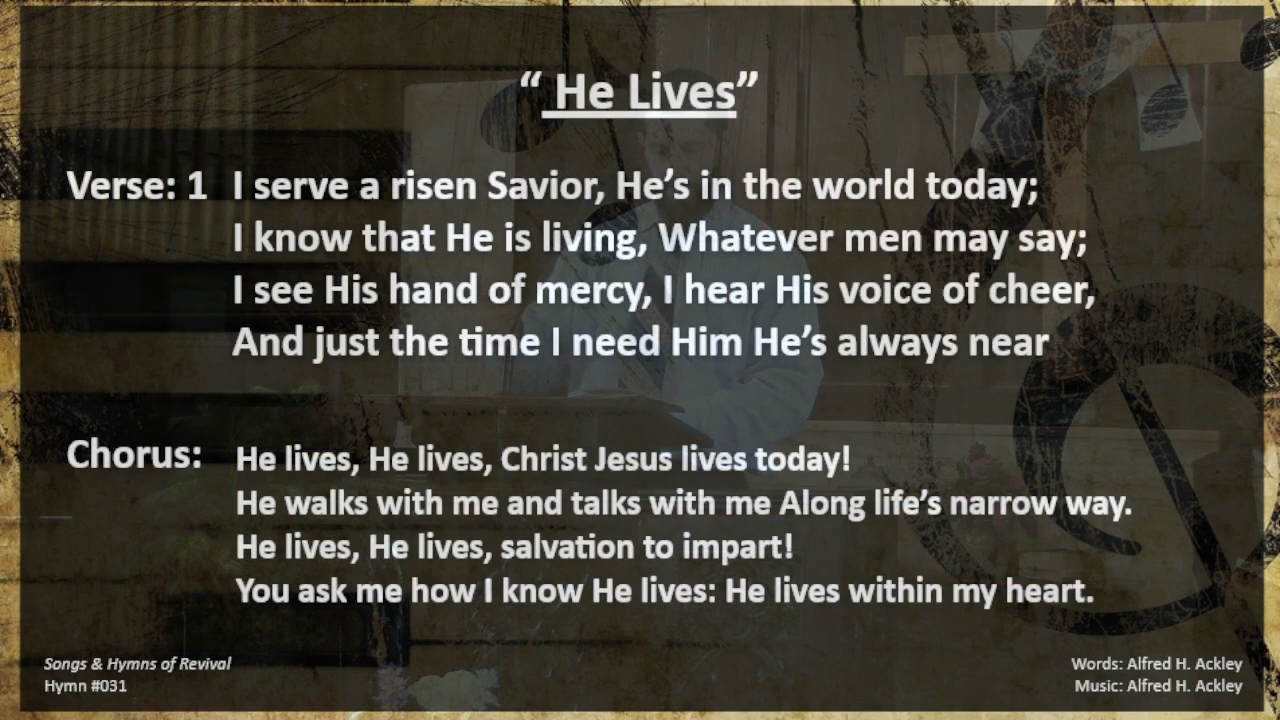 “ He Lives”
Verse: 1 I serve a risen Savior, He’s in the world today;
I know that He is living, Whatever men may say;
I see His hand of mercy, I hear His voice of cheer,
And just the time I need Him He’s always near
Chorus: He lives, He lives, Christ Jesus lives today!
He walks with me and talks with me Along life’s narrow way.
He lives, He lives, salvation to impart!
You ask me how I know He lives: He lives within my heart.
Songs & Hymns of Revival
Hymn #031
Words: Alfred H. Ackley
Music: Alfred H. Ackley